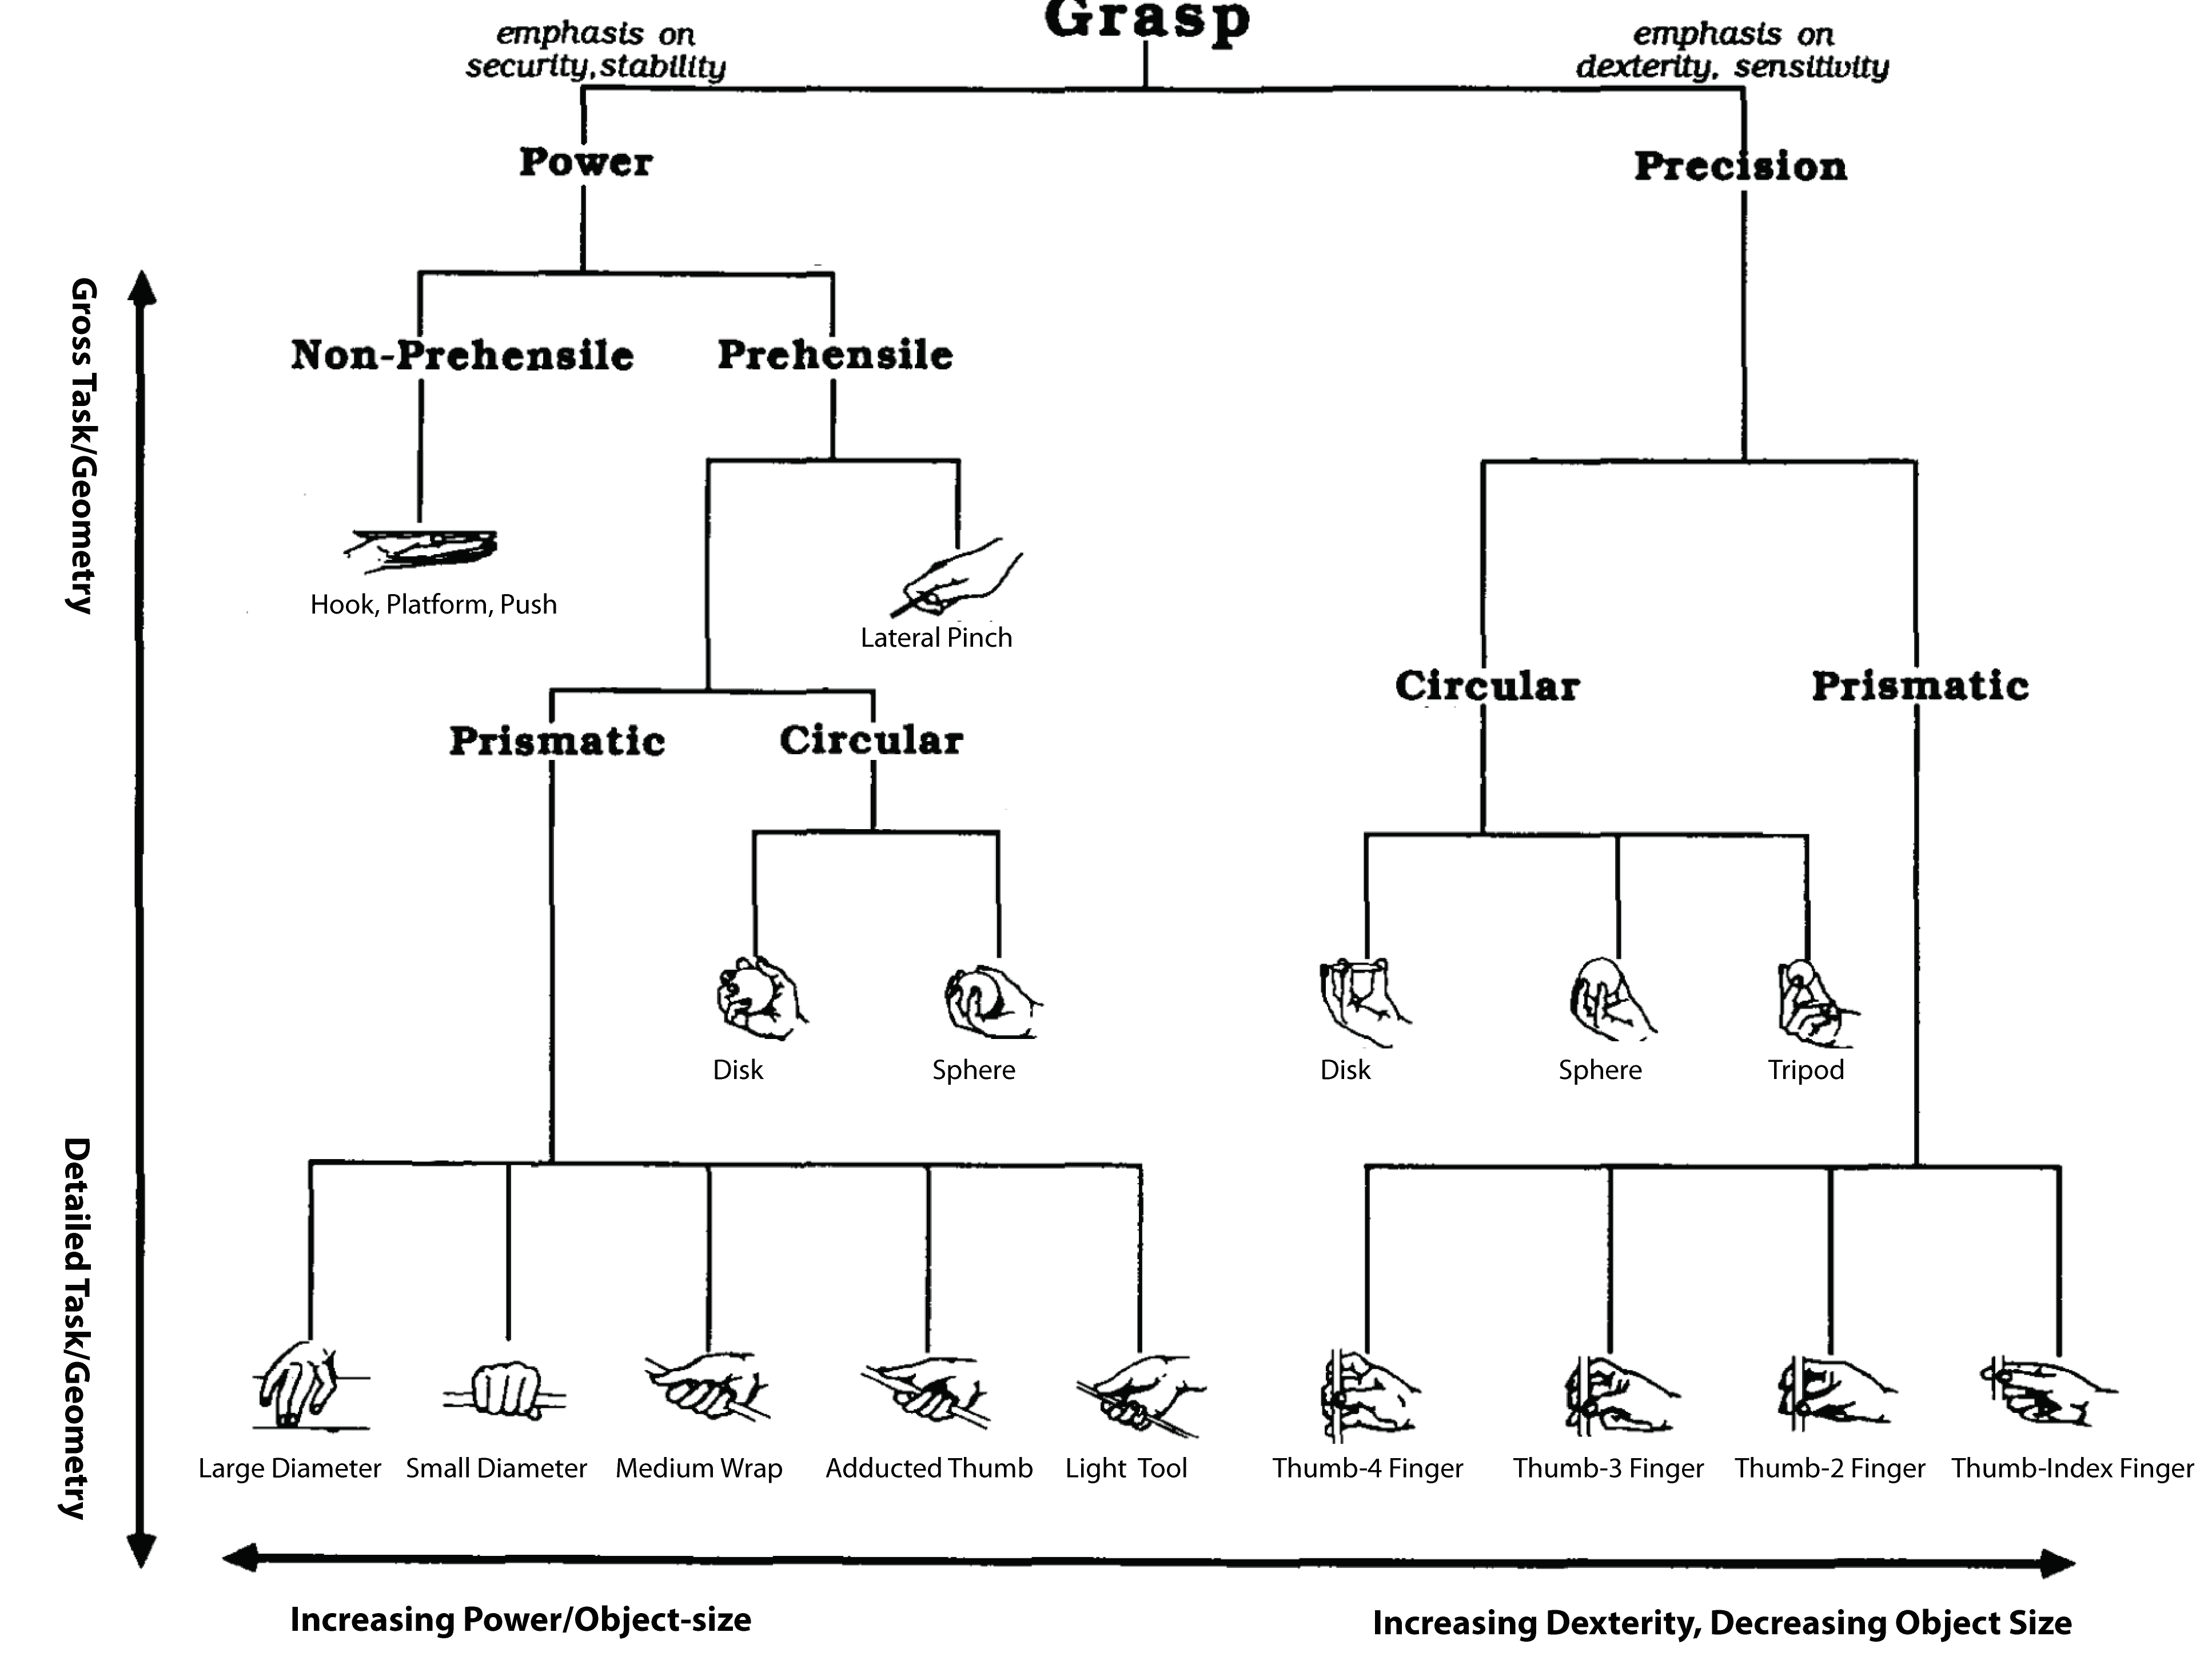 Grasp
emphasis on
security, stability
emphasis on
dexterity, sensitivity
Power
Precision
Non-Prehensile
Prehensile
Gross Task/Geometry
Hook, Platform, Push
Lateral Pinch
Circular
Prismatic
Prismatic
Circular
Disk
Sphere
Disk
Sphere
Tripod
Detailed Task/Geometry
Large Diameter
Small Diameter
Medium Wrap
Adducted Thumb
Light Tool
Thumb-4 Finger
Thumb-3 Finger
Thumb-2 Finger
Thumb-Index Finger
Increasing Power/Object-size
Increasing Dexterity, Decreasing Object Size